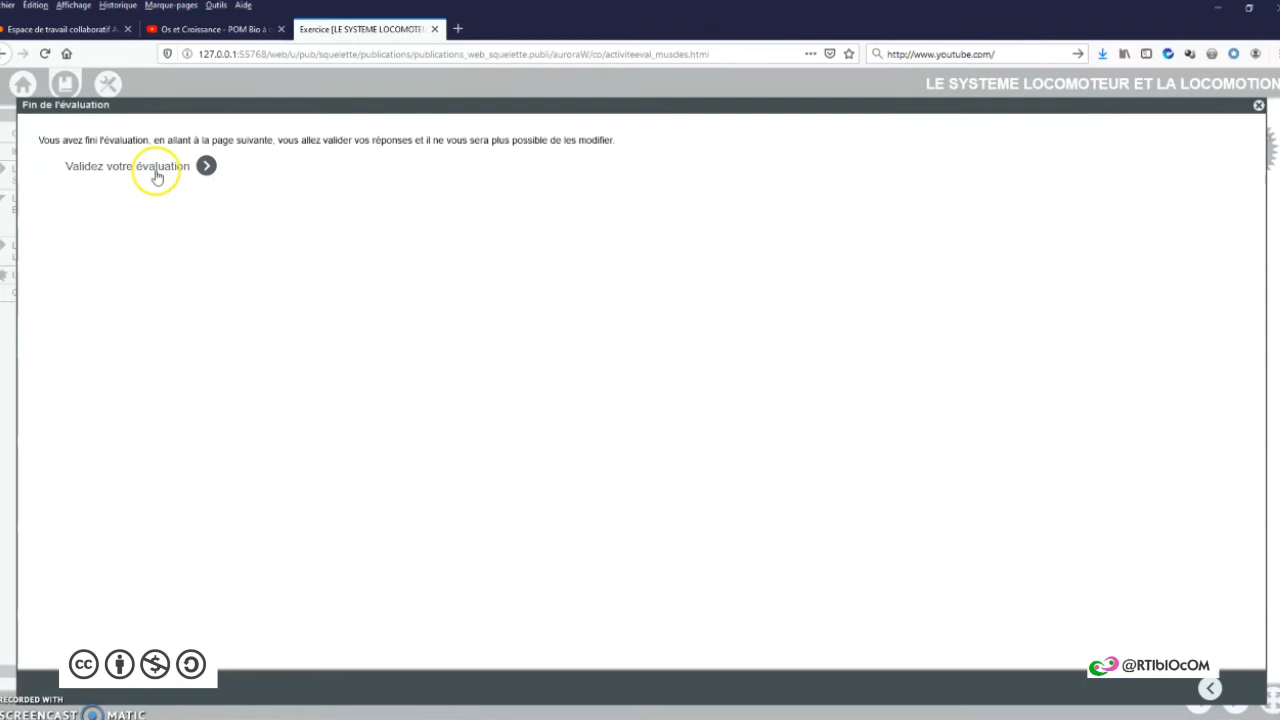 chier Édition Affichage Historique Marque-pages Outils Aide
Espace de travail collaboratif A
Os et Croissance - POM Bio à c
Exercice [LE SYSTEME LOCOMOTEU
127.0.0.1:55768/web/u/pub/squelette/publications/publications_web_squelette.publi/auroraW/co/activiteeval_muscles.html
http://www.youtube.com/
LE SYSTEME LOCOMOTEUR ET LA LOCOMOTION
Fin de l'évaluation
Vous avez fini l'évaluation, en allant à la page suivante, vous allez valider vos réponses et il ne vous sera plus possible de les modifier.
Validez votre évaluation
cc
@RTIbIOcOM
RECORDED WITH
SCREENCAST MATIC